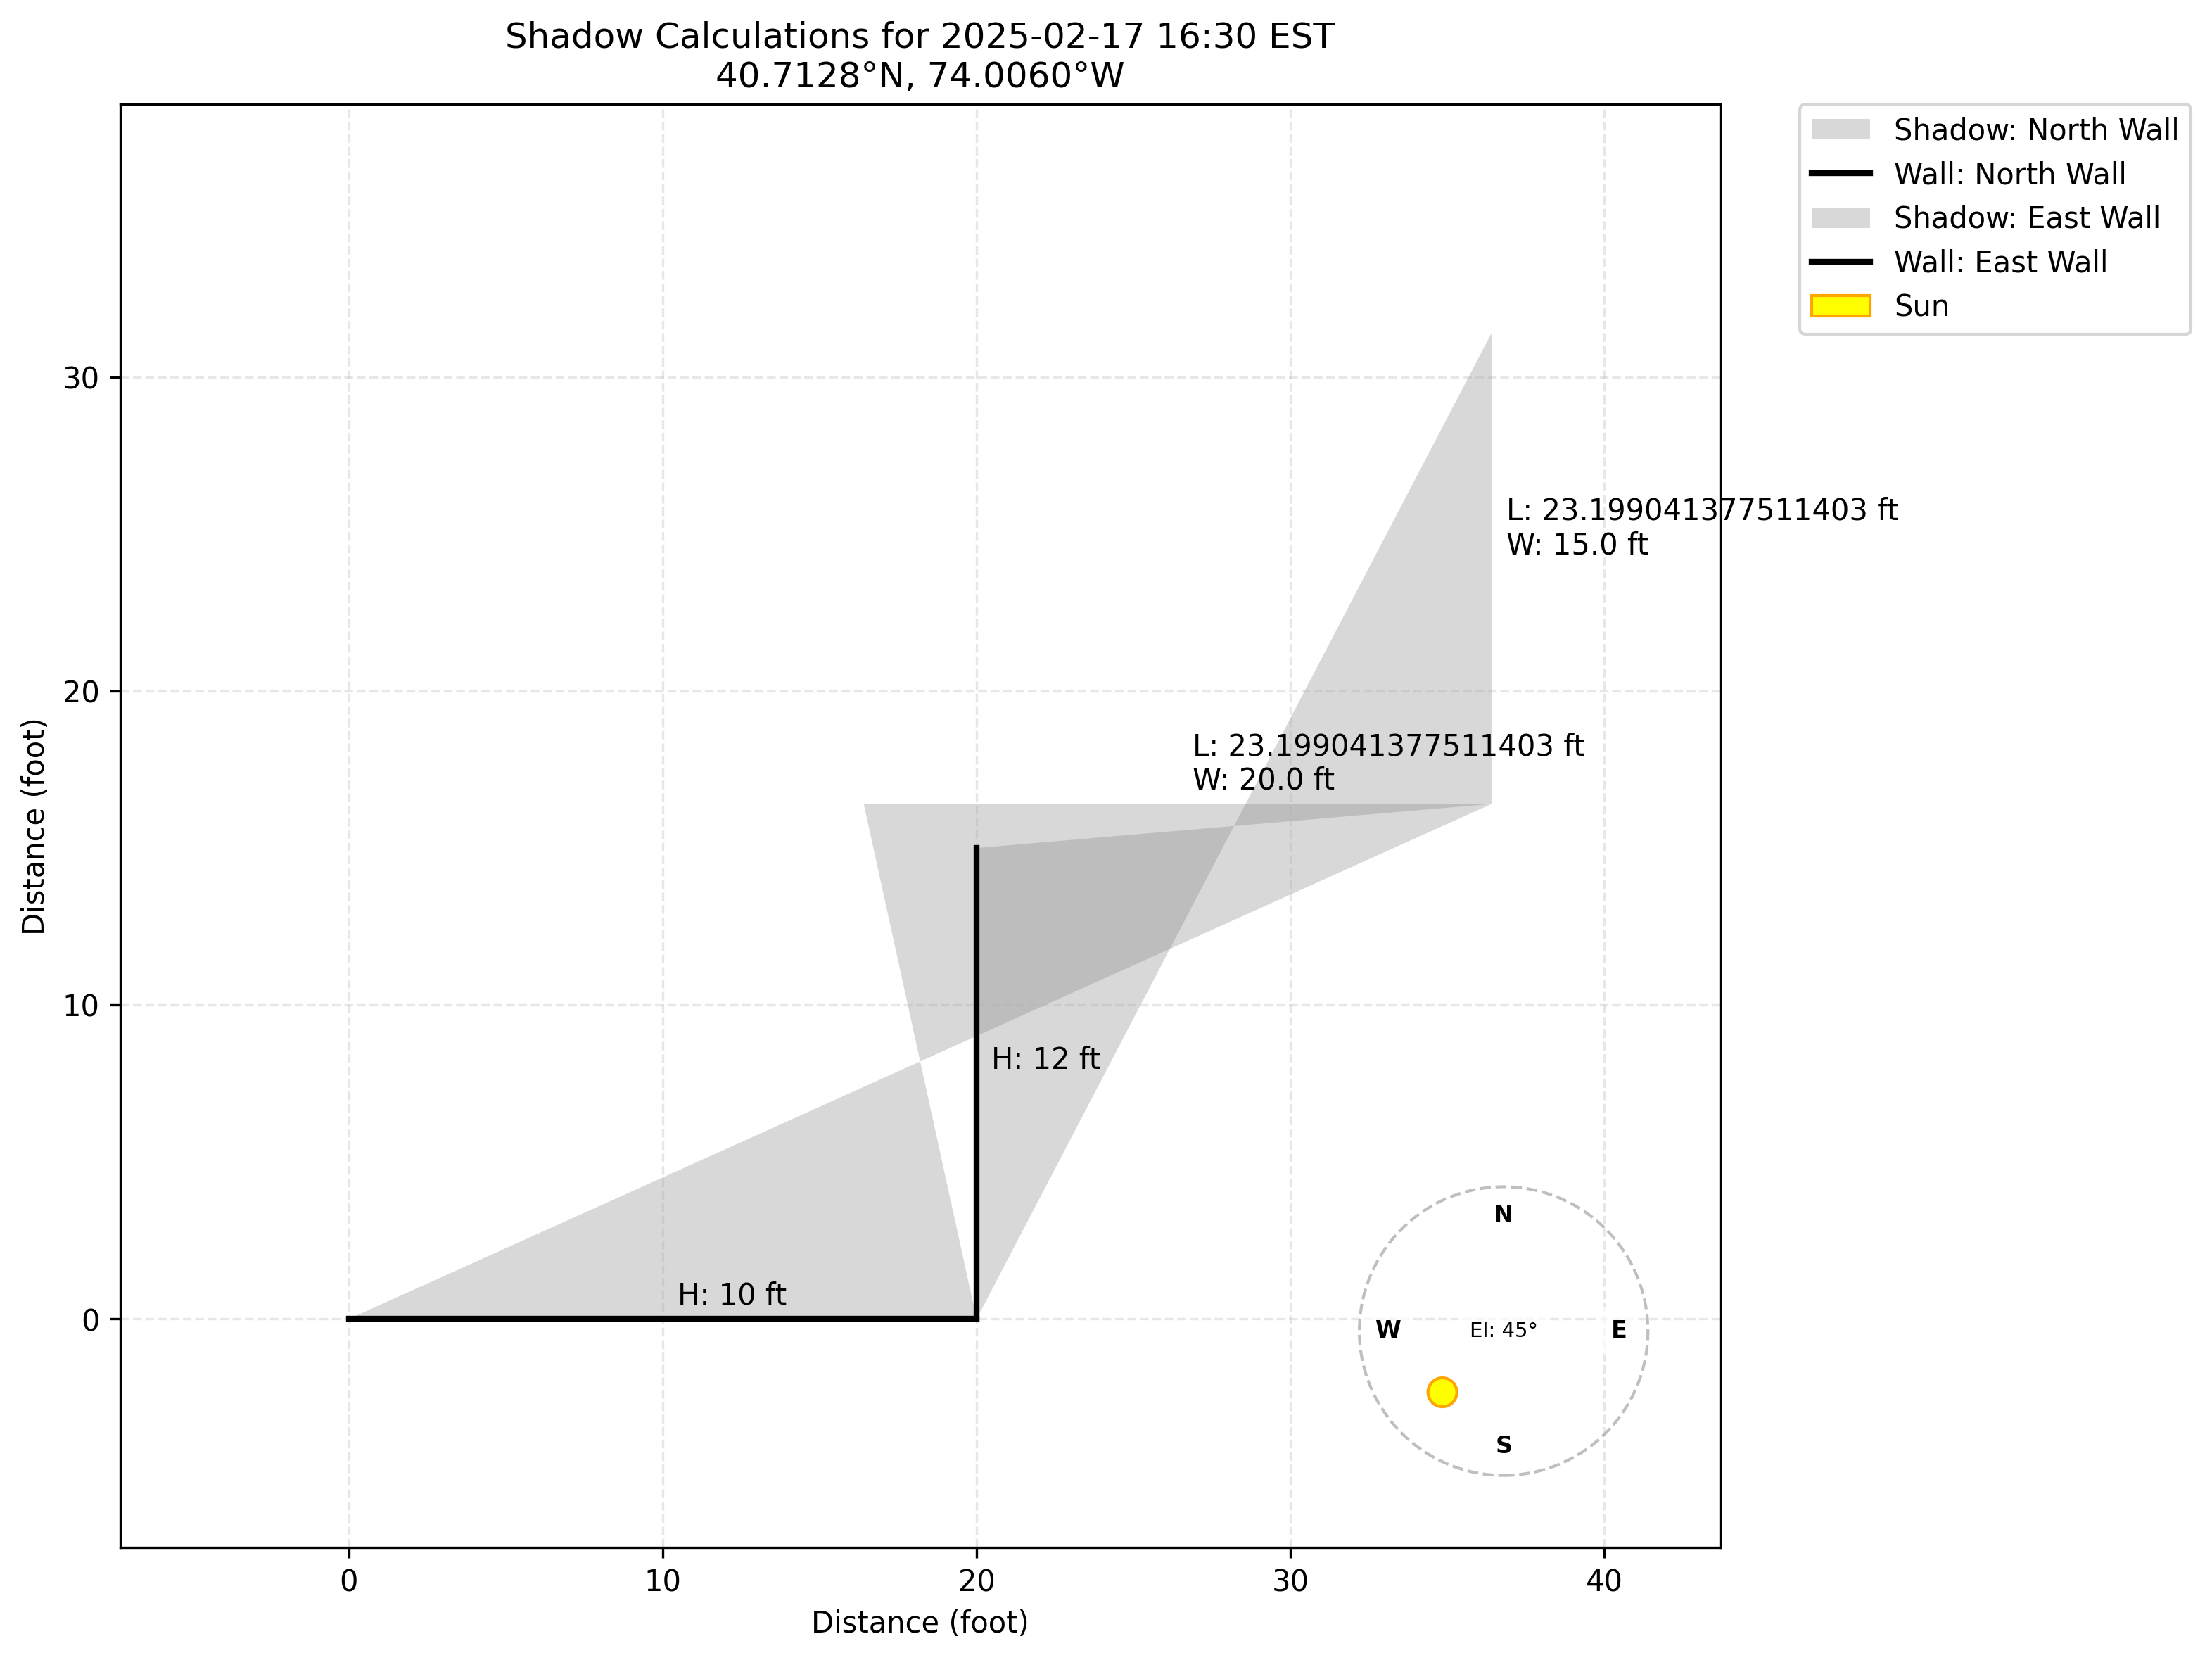 Shadow Calculations for 2025-02-17 16:30 EST
40.7128°N, 74.0060°W
Shadow: North Wall
Wall: North Wall
Shadow: East Wall
Wall: East Wall
Sun
30
20
10
0
Distance (foot)
L: 23.199041377511403 ft
W: 15.0 ft
L: 23.199041377511403 ft
W: 20.0 ft
H: 12 ft
H: 10 ft
N
W
El: 45°
E
S
0
10
20
30
40
Distance (foot)